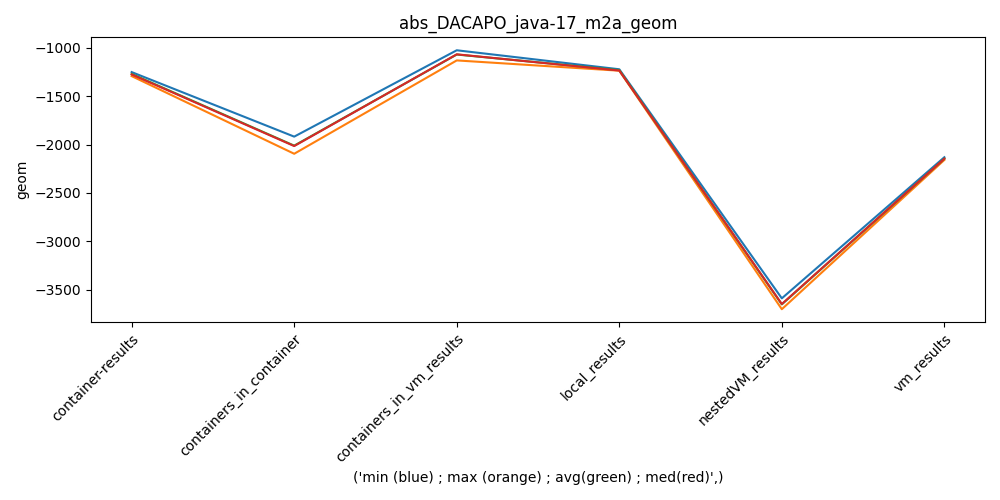 abs_DACAPO_java-17_m2a_geom
−1000
−1500
−2000
−2500
−3000
−3500
geom
container-results
containers_in_container
containers_in_vm_results
local_results
nestedVM_results
vm_results
('min (blue) ; max (orange) ; avg(green) ; med(red)',)